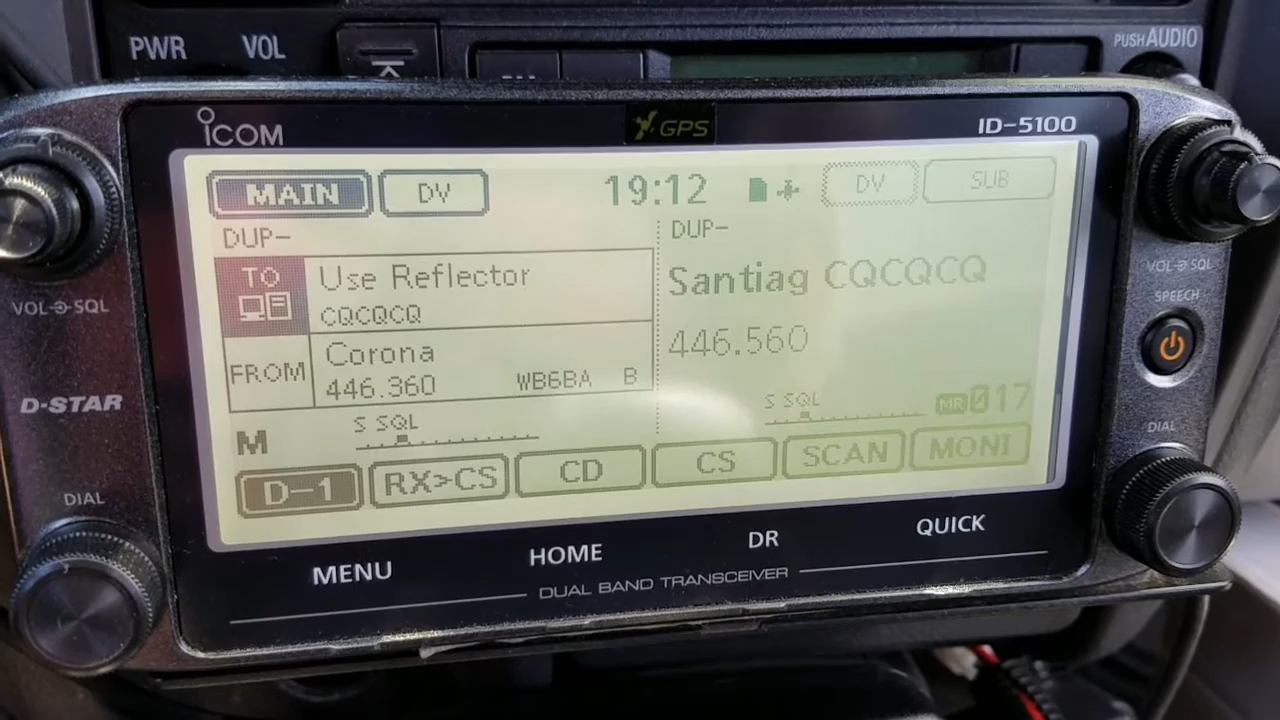 PWR VOL
PUSH AUDIO
ICOM GPS ID-5100
MAIN DV 19:12 DV SUB
DUP- DUP-
TO Use Reflector
CQCQCQ
Santiag CQCQCQ
FROM Corona
446.360 WB6BA B
446.560
S SQL S SQL
M MR 017
D-1 RX>CS CD CS SCAN MONI
VOL SQL
D-STAR
DIAL
VOL SQL
SPEECH
DIAL
MENU HOME DR QUICK
DUAL BAND TRANSCEIVER